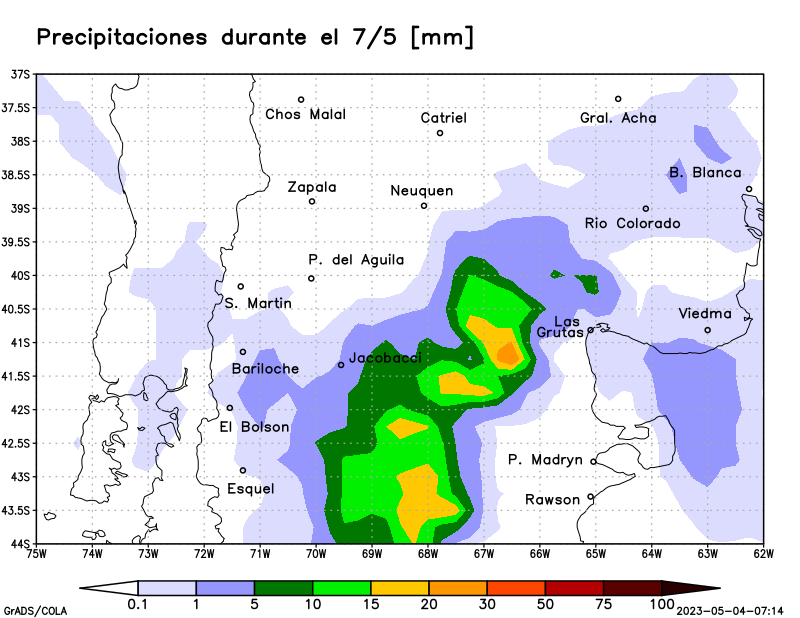 Precipitaciones durante el 7/5 [mm]
37S
37.5S
Chos Malal
Catriel
Gral. Acha
38S
38.5S
B. Blanca
Zapala
Neuquen
39S
Rio Colorado
39.5S
P. del Aguila
40S
S. Martin
40.5S
Viedma
Las
Grutas
41S
Jacobacci
Bariloche
41.5S
42S
El Bolson
42.5S
P. Madryn
43S
Esquel
Rawson
43.5S
44S
75W 74W 73W 72W 71W 70W 69W 68W 67W 66W 65W 64W 63W 62W
0.1 1 5 10 15 20 30 50 75 100
GrADS/COLA 2023-05-04-07:14